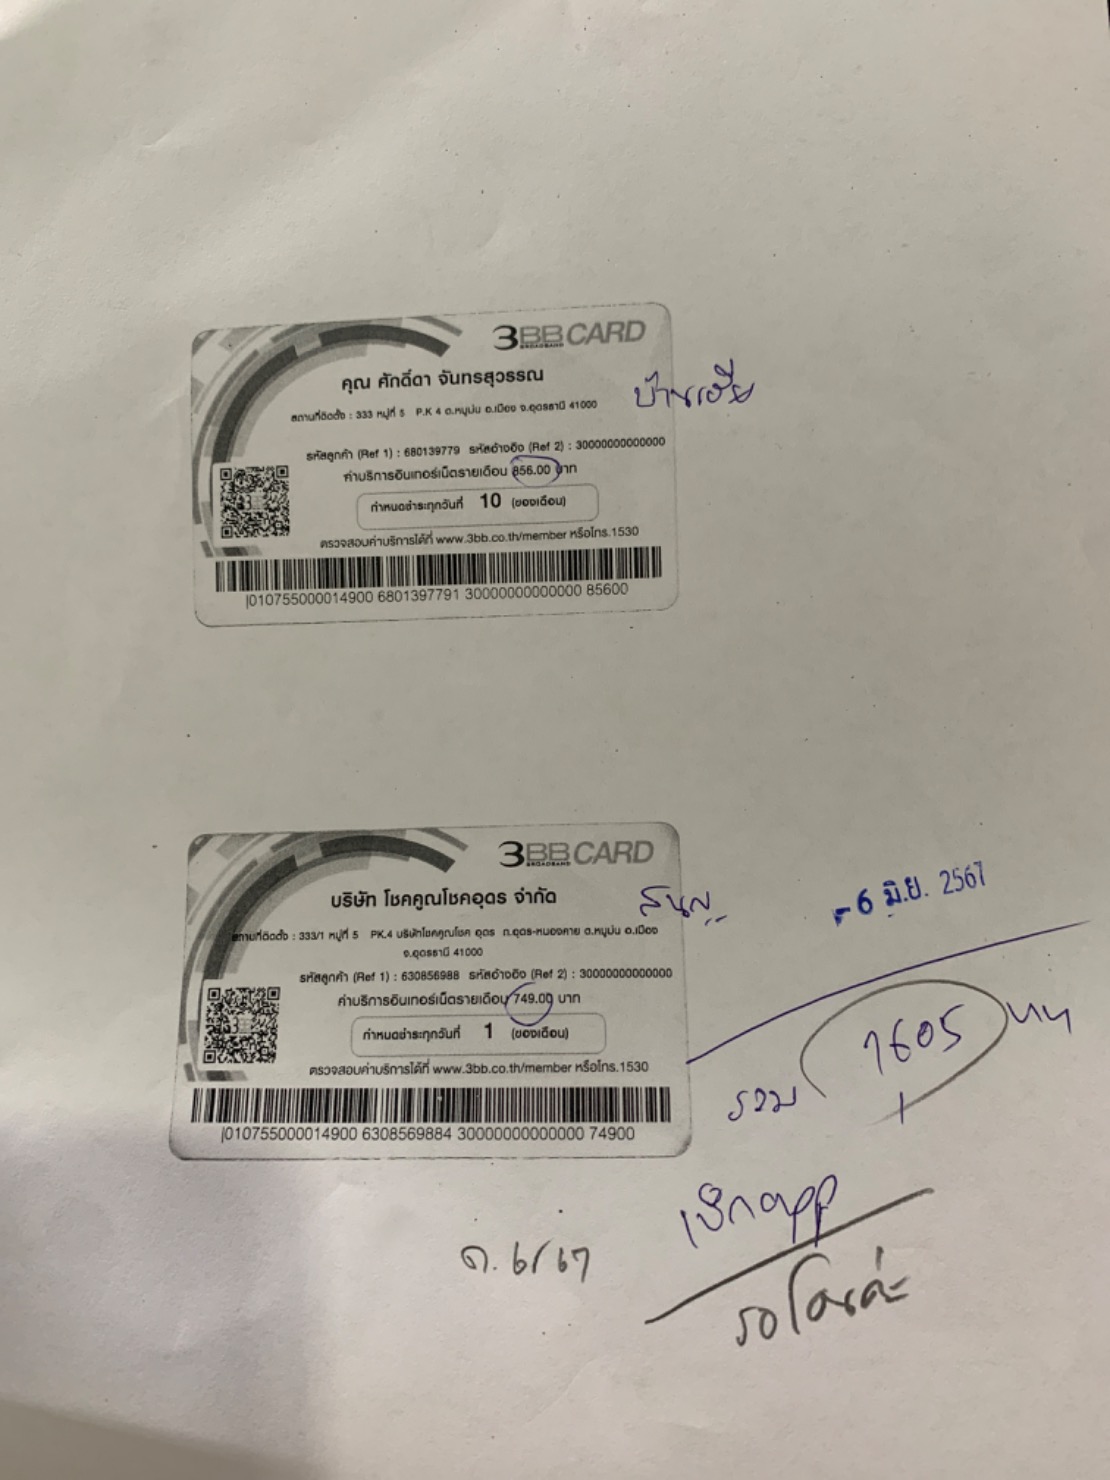 3BB CARD
BROADBAND
คุณ ศักดิ์ดา จันทรสุวรรณ
สถานที่ติดตั้ง : 333 หมู่ที่ 5 P.K 4 ต.หมูม่น อ.เมือง จ.อุดรธานี 41000
บ้านเฮีย
รหัสลูกค้า (Ref 1) : 680139779 รหัสอ้างอิง (Ref 2) : 30000000000000
ค่าบริการอินเทอร์เน็ตรายเดือน 856.00 บาท
กำหนดชำระทุกวันที่ 10 (ของเดือน)
ตรวจสอบค่าบริการได้ที่ www.3bb.co.th/member หรือโทร.1530
|010755000014900 6801397791 30000000000000 85600
3BB CARD
BROADBAND
บริษัท โชคคูณโชคอุดร จำกัด
สถานที่ติดตั้ง : 333/1 หมู่ที่ 5 PK.4 บริษัทโชคคูณโชค อุดร ถ.อุดร-หนองคาย ต.หมูม่น อ.เมือง
จ.อุดรธานี 41000
-6 มิ.ย. 2567
รหัสลูกค้า (Ref 1) : 630856988 รหัสอ้างอิง (Ref 2) : 30000000000000
ค่าบริการอินเทอร์เน็ตรายเดือน 749.00 บาท
กำหนดชำระทุกวันที่ 1 (ของเดือน)
ตรวจสอบค่าบริการได้ที่ www.3bb.co.th/member หรือโทร.1530
|010755000014900 6308569884 30000000000000 74900
รวม 1605 บาท
เบิกapp
ด. 6/67
รอโอนค่ะ